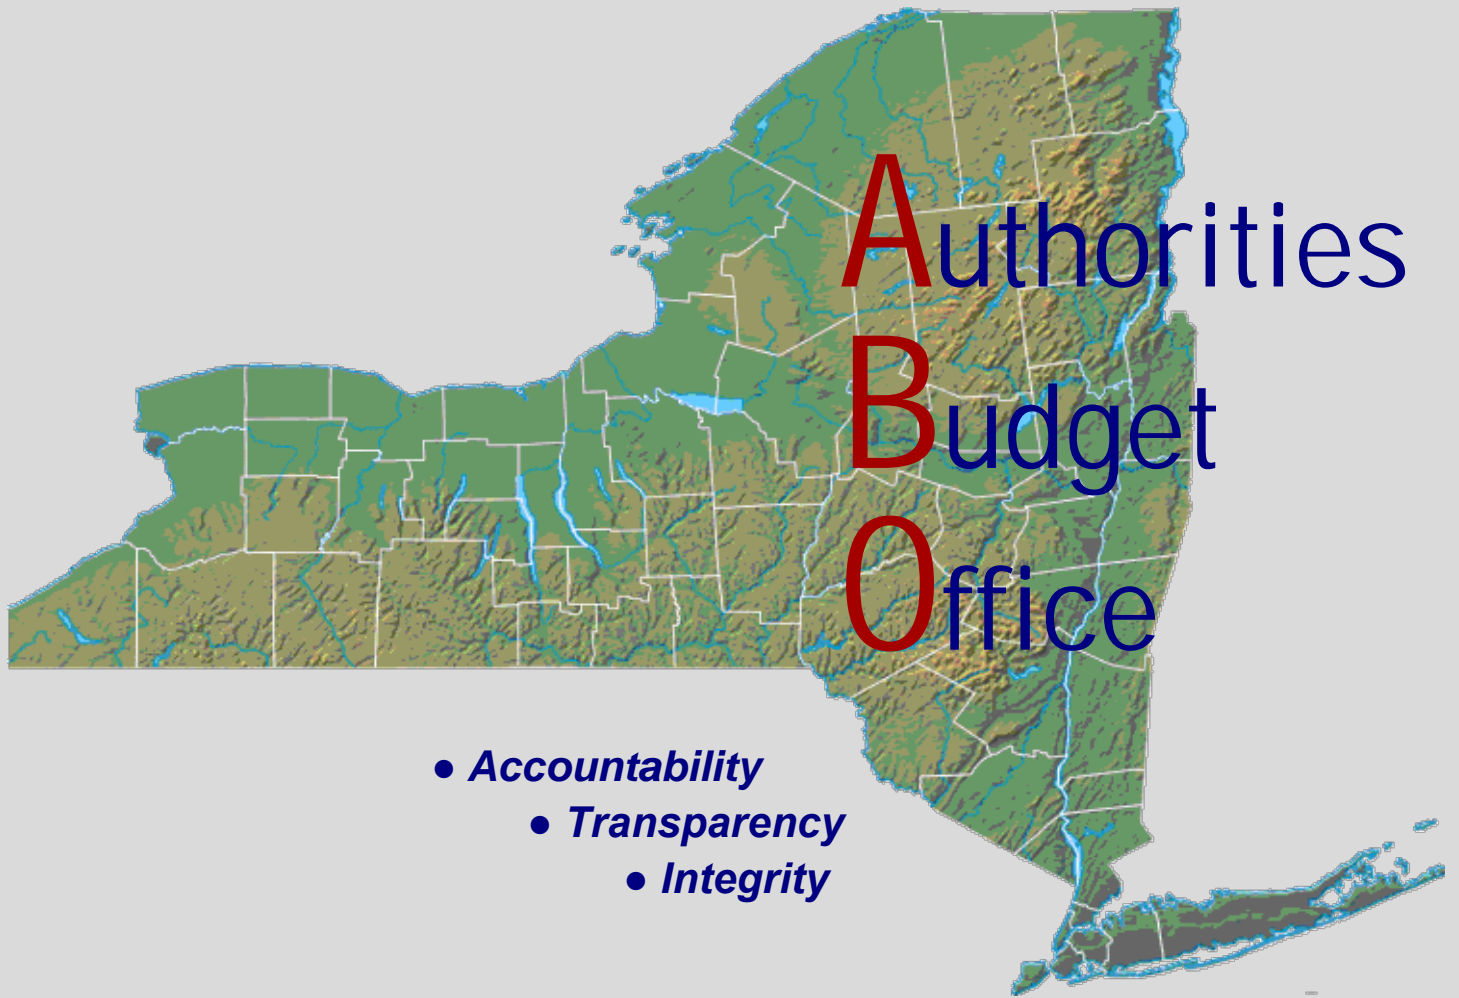 Authorities
Budget
Office
● Accountability
● Transparency
● Integrity